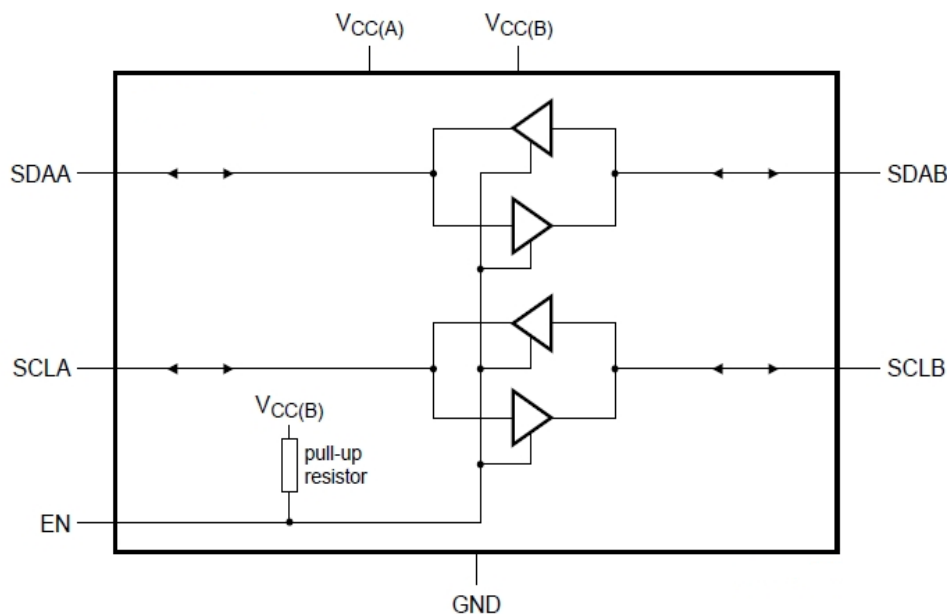 VCC(A)
VCC(B)
SDAA
SDAB
SCLA
SCLB
VCC(B)
pull-up
resistor
EN
GND